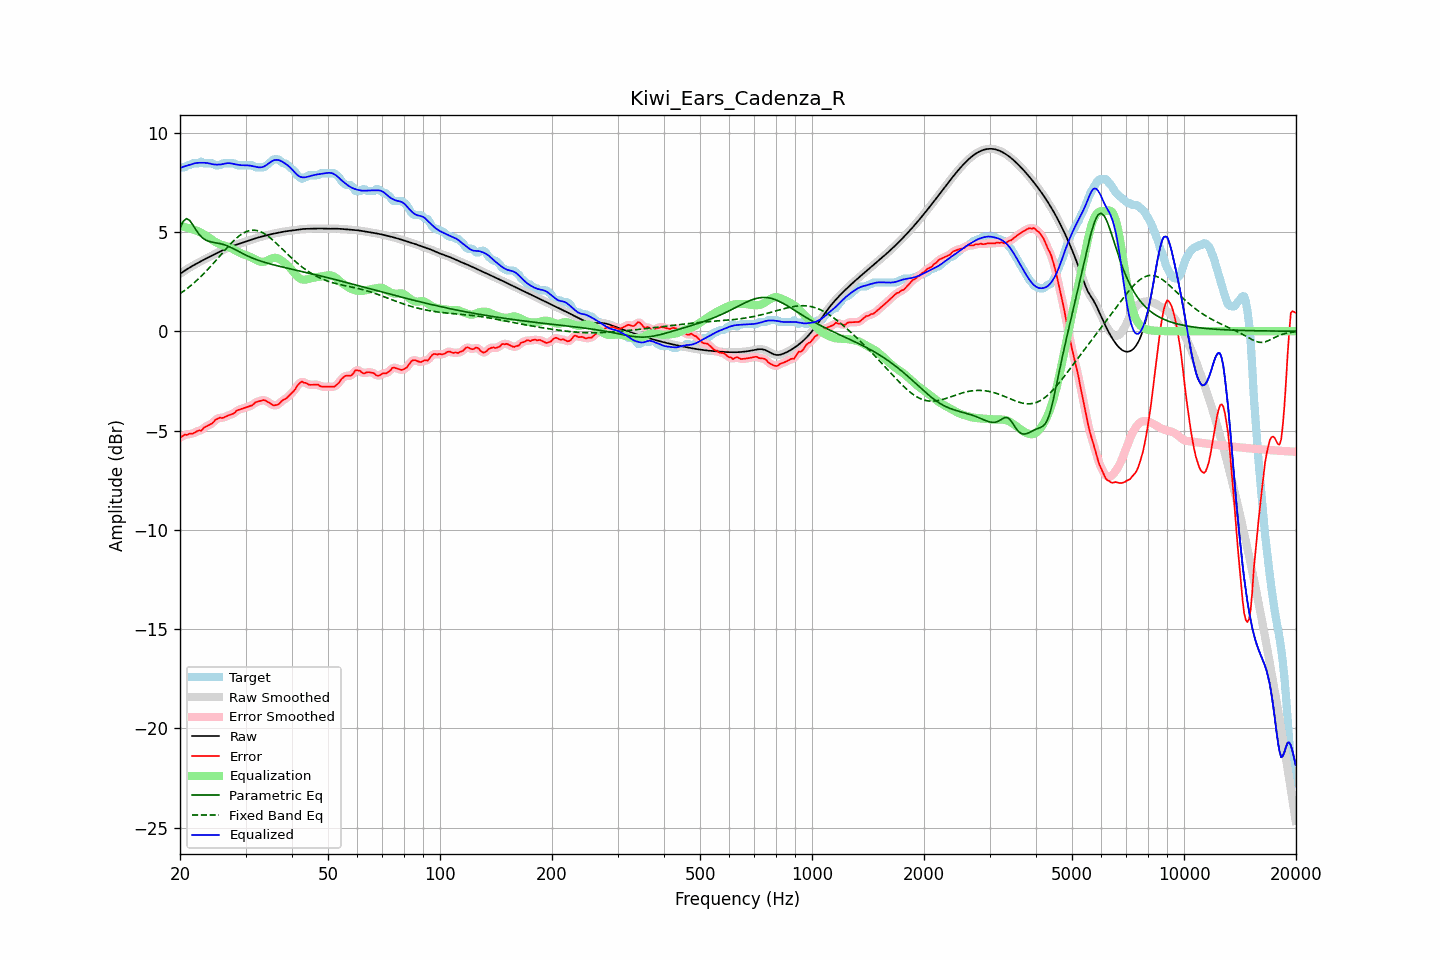 Kiwi_Ears_Cadenza_R
Amplitude (dBr)
10
5
0
−5
−10
−15
−20
−25
Target
Raw Smoothed
Error Smoothed
Raw
Error
Equalization
Parametric Eq
Fixed Band Eq
Equalized
20 50 100 200 500 1000 2000 5000 10000 20000
Frequency (Hz)